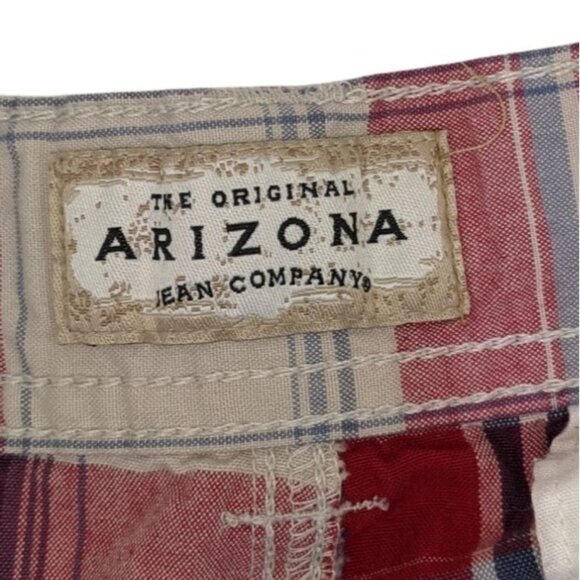 THE ORIGINAL
ARIZONA
JEAN COMPANY®